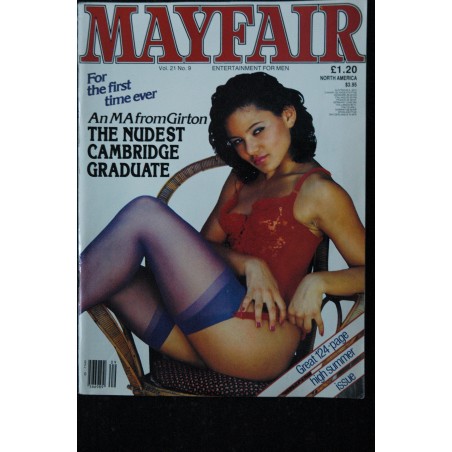 MAYFAIR
Vol. 21 No. 9 ENTERTAINMENT FOR MEN
£1.20
NORTH AMERICA
For
the first
time ever
An MA from Girton
THE NUDEST
CAMBRIDGE
GRADUATE
Great 124-page
high summer
issue